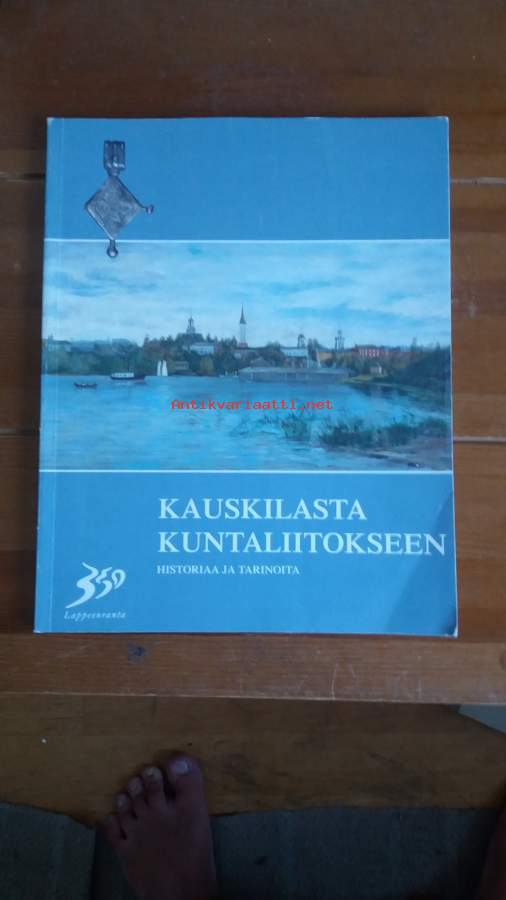 Antikvariaatti.net
KAUSKILASTA
KUNTALIITOKSEEN
HISTORIAA JA TARINOITA
350
Lappeenranta